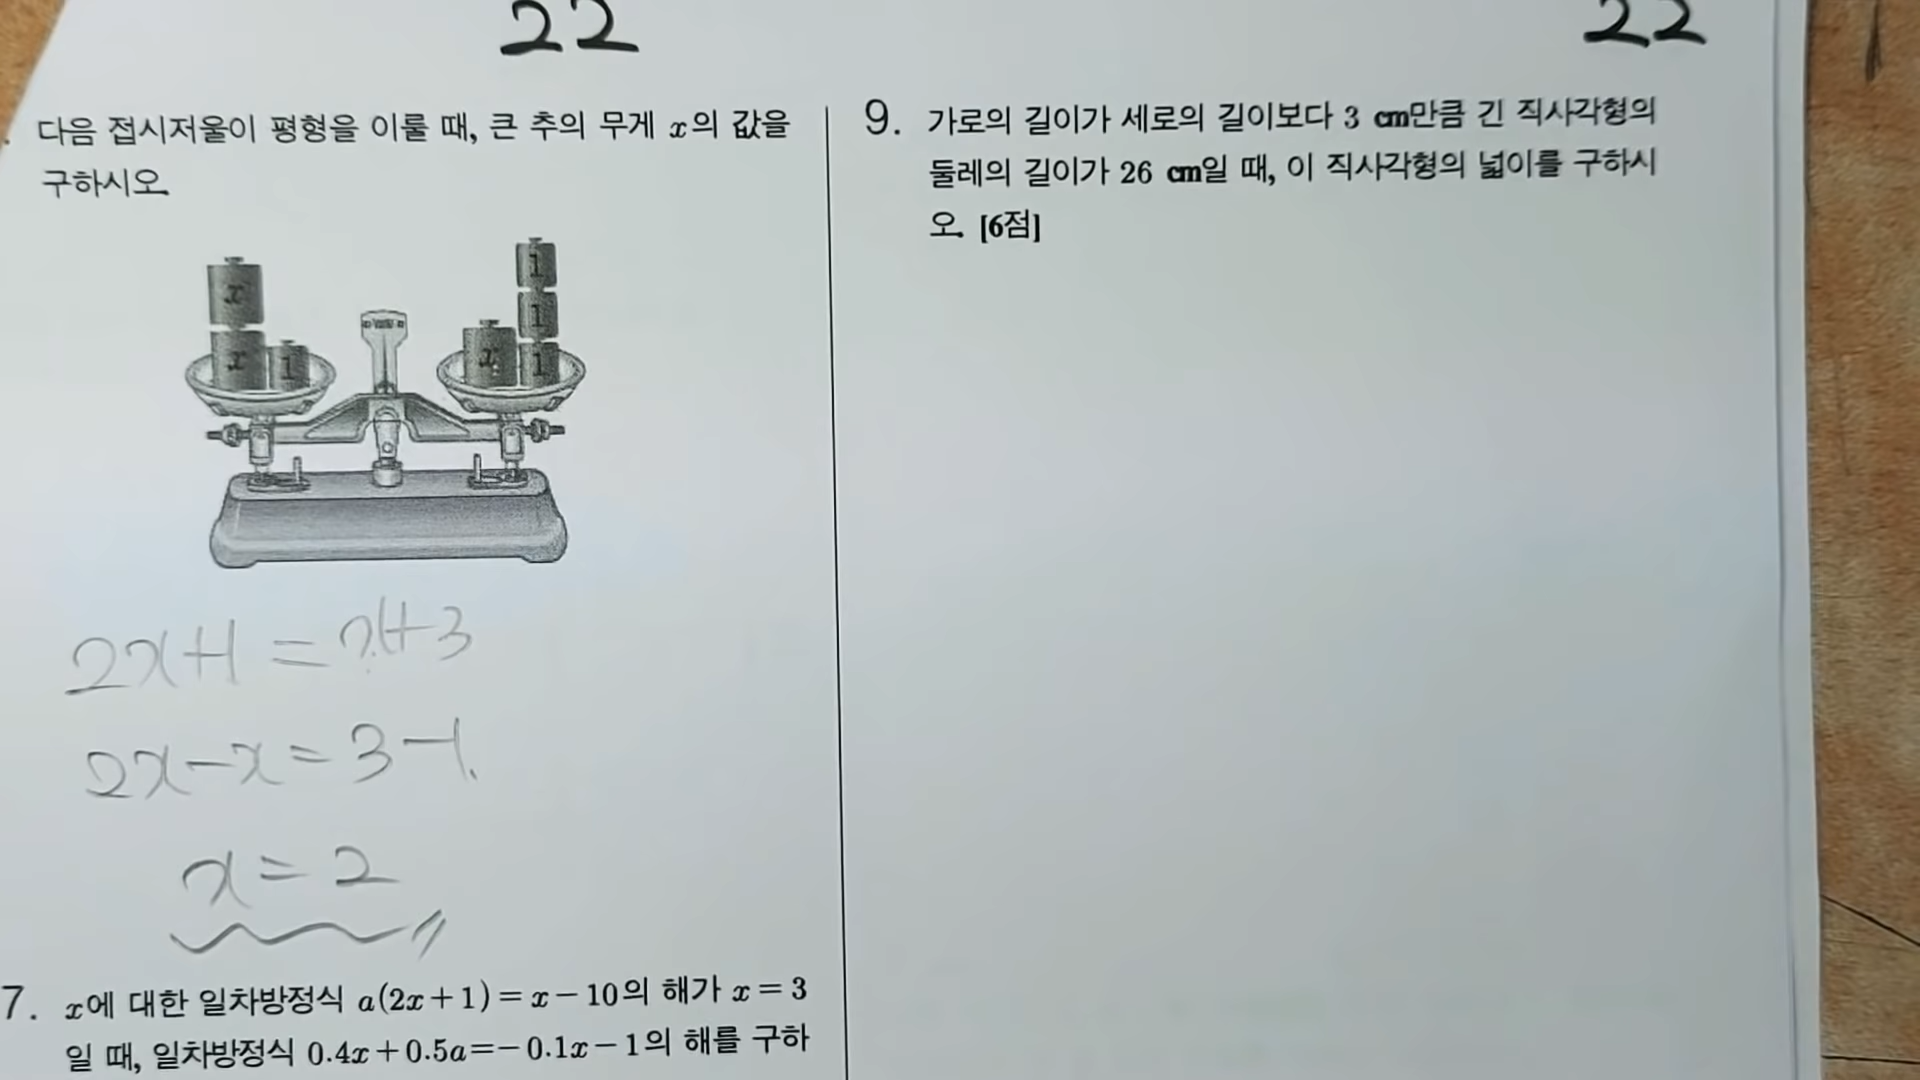 22
22
다음 접시저울이 평형을 이룰 때, 큰 추의 무게 x의 값을
구하시오.
x
x 1
1
1
x 1
2x+1 = x+3
2x-x=3-1
x=2
7. x에 대한 일차방정식 a(2x+1)=x-10의 해가 x=3
일 때, 일차방정식 0.4x+0.5a=-0.1x-1의 해를 구하
9. 가로의 길이가 세로의 길이보다 3 cm만큼 긴 직사각형의
둘레의 길이가 26 cm일 때, 이 직사각형의 넓이를 구하시
오. [6점]